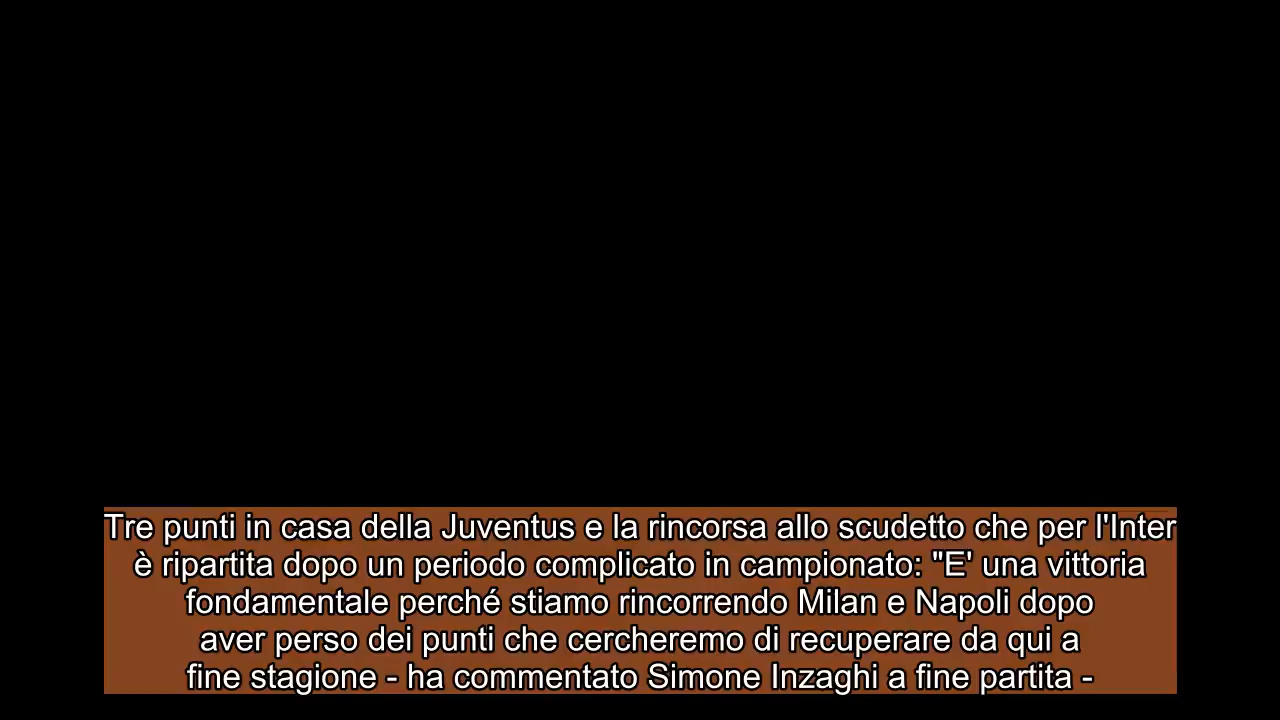 Tre punti in casa della Juventus e la rincorsa allo scudetto che per l'Inter
è ripartita dopo un periodo complicato in campionato: "E' una vittoria
fondamentale perché stiamo rincorrendo Milan e Napoli dopo
aver perso dei punti che cercheremo di recuperare da qui a
fine stagione - ha commentato Simone Inzaghi a fine partita -